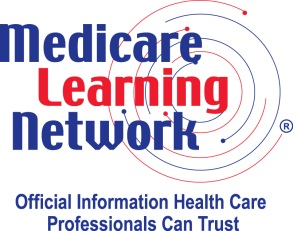 Medicare
Learning
Network
®
Official Information Health Care
Professionals Can Trust